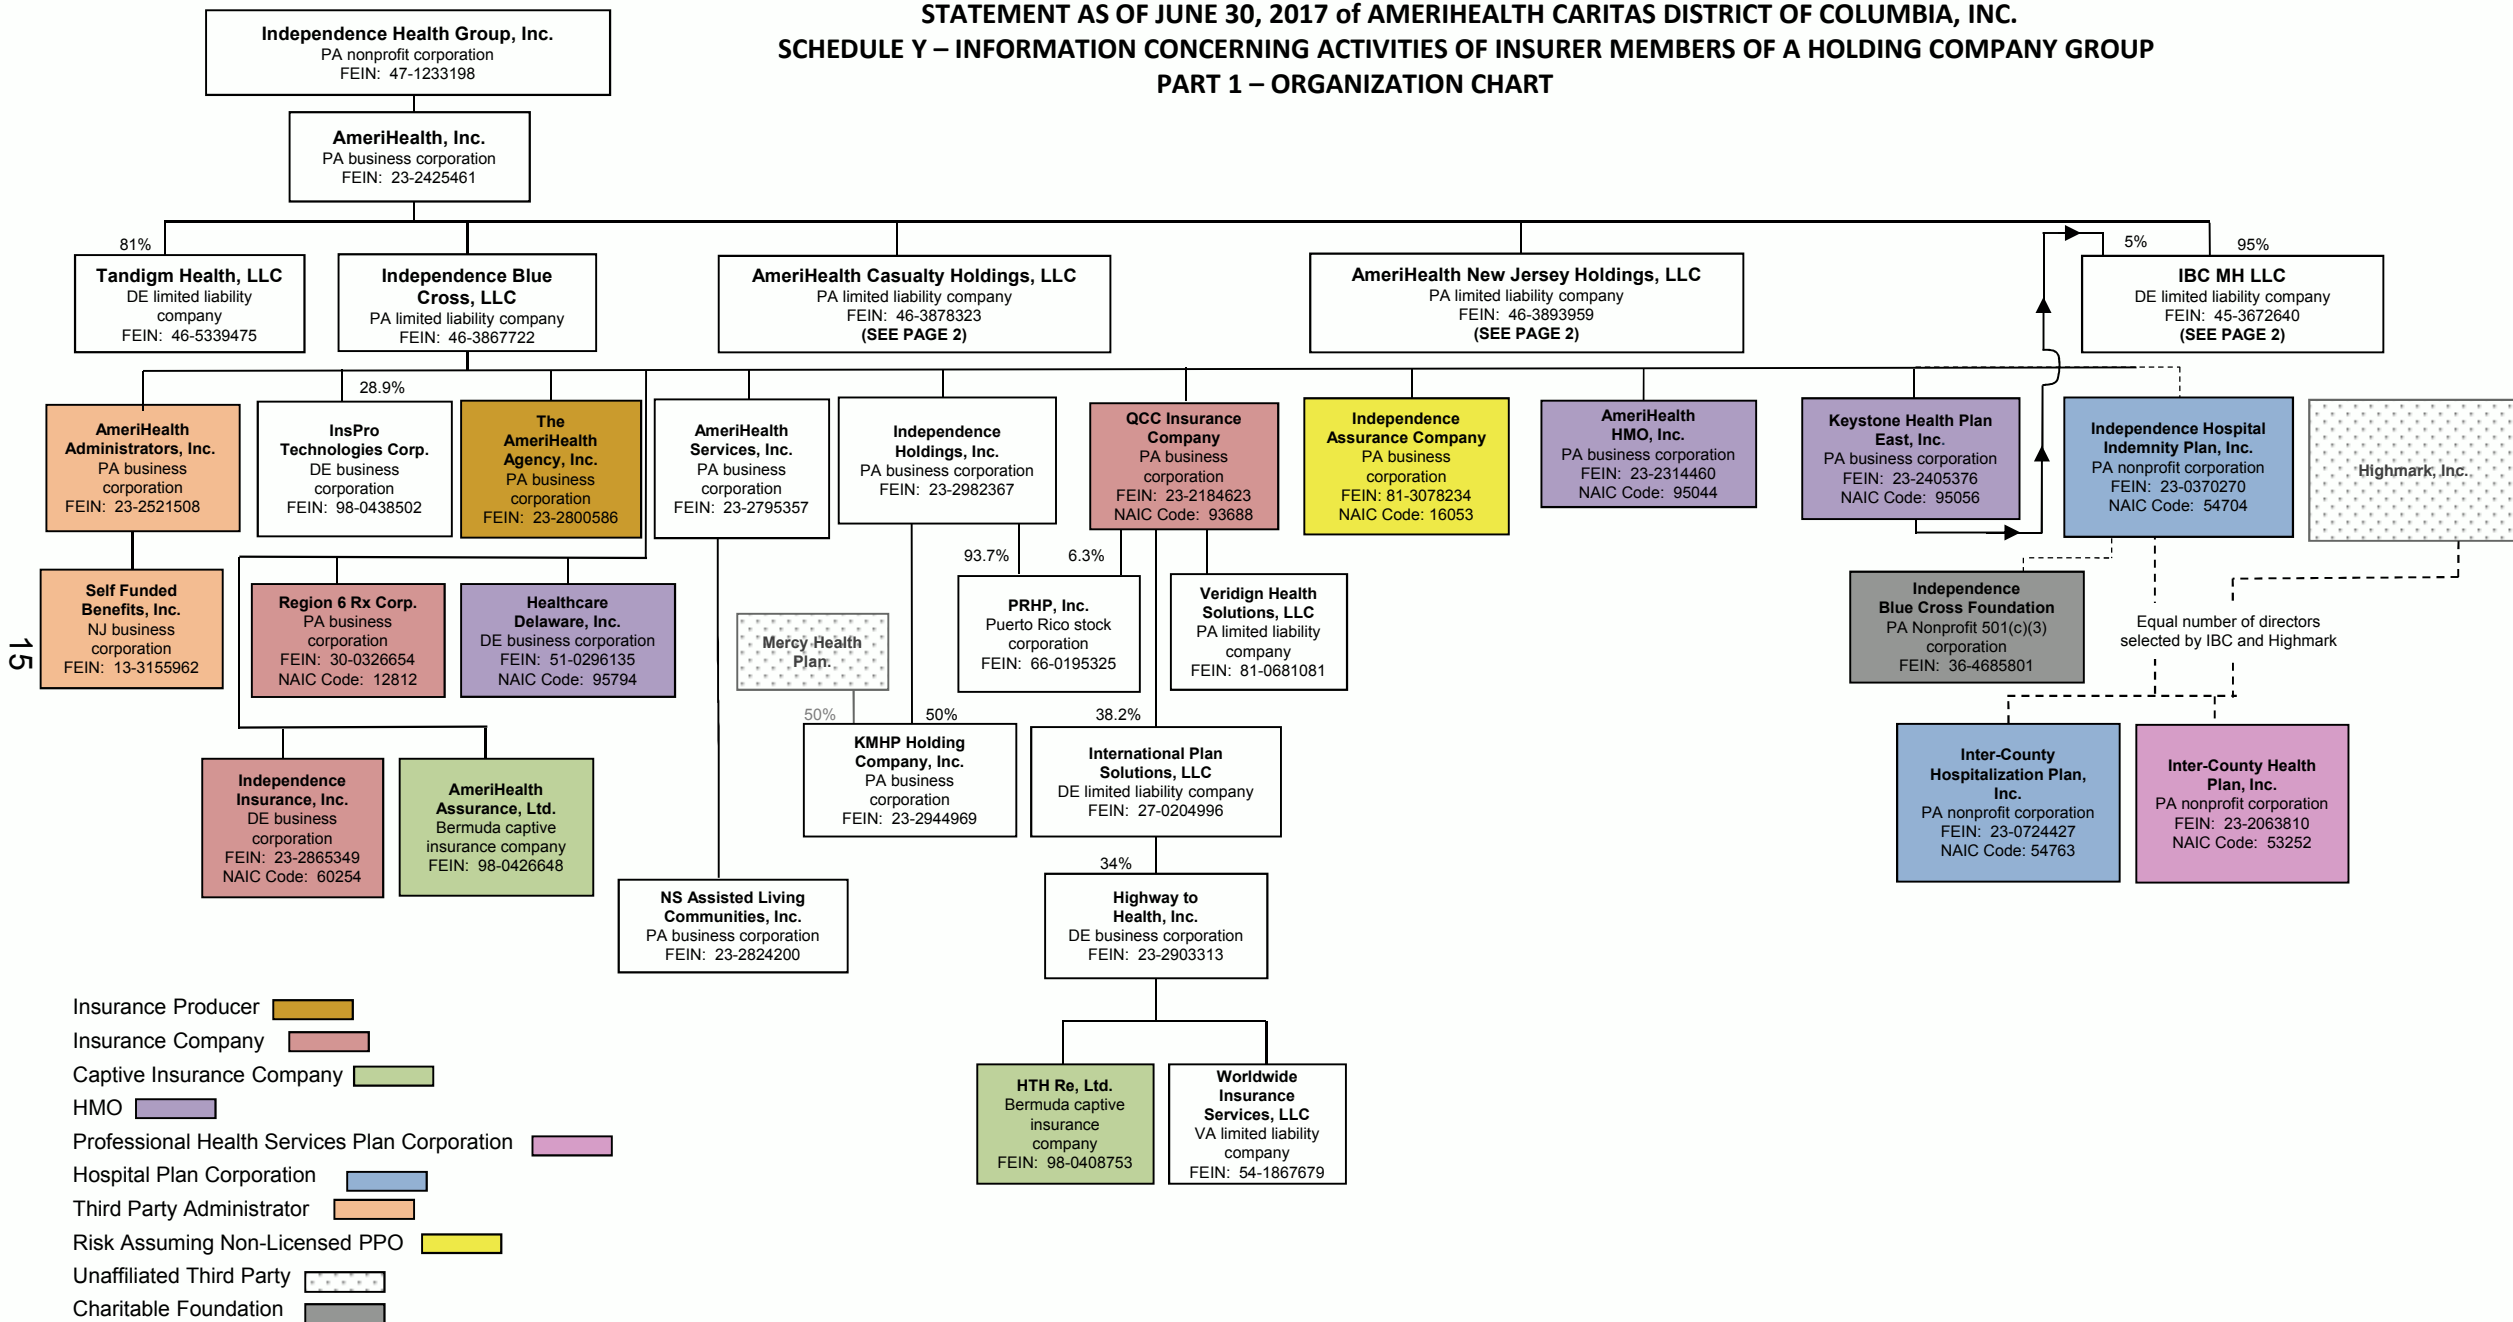 STATEMENT AS OF JUNE 30, 2017 of AMERIHEALTH CARITAS DISTRICT OF COLUMBIA, INC.
SCHEDULE Y – INFORMATION CONCERNING ACTIVITIES OF INSURER MEMBERS OF A HOLDING COMPANY GROUP
PART 1 – ORGANIZATION CHART
Independence Health Group, Inc.
PA nonprofit corporation
FEIN: 47-1233198
AmeriHealth, Inc.
PA business corporation
FEIN: 23-2425461
81%
Tandigm Health, LLC
DE limited liability
company
FEIN: 46-5339475
Independence Blue
Cross, LLC
PA limited liability company
FEIN: 46-3867722
AmeriHealth Casualty Holdings, LLC
PA limited liability company
FEIN: 46-3878323
(SEE PAGE 2)
AmeriHealth New Jersey Holdings, LLC
PA limited liability company
FEIN: 46-3893959
(SEE PAGE 2)
5%
95%
IBC MH LLC
DE limited liability company
FEIN: 45-3672640
(SEE PAGE 2)
AmeriHealth
Administrators, Inc.
PA business
corporation
FEIN: 23-2521508
28.9%
InsPro
Technologies Corp.
DE business
corporation
FEIN: 98-0438502
The
AmeriHealth
Agency, Inc.
PA business
corporation
FEIN: 23-2800586
AmeriHealth
Services, Inc.
PA business
corporation
FEIN: 23-2795357
Independence
Holdings, Inc.
PA business corporation
FEIN: 23-2982367
QCC Insurance
Company
PA business
corporation
FEIN: 23-2184623
NAIC Code: 93688
Independence
Assurance Company
PA business
corporation
FEIN: 81-3078234
NAIC Code: 16053
AmeriHealth
HMO, Inc.
PA business corporation
FEIN: 23-2314460
NAIC Code: 95044
Keystone Health Plan
East, Inc.
PA business corporation
FEIN: 23-2405376
NAIC Code: 95056
Independence Hospital
Indemnity Plan, Inc.
PA nonprofit corporation
FEIN: 23-0370270
NAIC Code: 54704
Highmark, Inc.
Self Funded
Benefits, Inc.
NJ business
corporation
FEIN: 13-3155962
Region 6 Rx Corp.
PA business
corporation
FEIN: 30-0326654
NAIC Code: 12812
Healthcare
Delaware, Inc.
DE business corporation
FEIN: 51-0296135
NAIC Code: 95794
Mercy Health
Plan.
93.7%
6.3%
PRHP, Inc.
Puerto Rico stock
corporation
FEIN: 66-0195325
Veridign Health
Solutions, LLC
PA limited liability
company
FEIN: 81-0681081
Independence
Blue Cross Foundation
PA Nonprofit 501(c)(3)
corporation
FEIN: 36-4685801
Equal number of directors
selected by IBC and Highmark
15
Independence
Insurance, Inc.
DE business
corporation
FEIN: 23-2865349
NAIC Code: 60254
AmeriHealth
Assurance, Ltd.
Bermuda captive
insurance company
FEIN: 98-0426648
50%
50%
KMHP Holding
Company, Inc.
PA business
corporation
FEIN: 23-2944969
38.2%
International Plan
Solutions, LLC
DE limited liability company
FEIN: 27-0204996
Inter-County
Hospitalization Plan,
Inc.
PA nonprofit corporation
FEIN: 23-0724427
NAIC Code: 54763
Inter-County Health
Plan, Inc.
PA nonprofit corporation
FEIN: 23-2063810
NAIC Code: 53252
NS Assisted Living
Communities, Inc.
PA business corporation
FEIN: 23-2824200
34%
Highway to
Health, Inc.
DE business corporation
FEIN: 23-2903313
HTH Re, Ltd.
Bermuda captive
insurance
company
FEIN: 98-0408753
Worldwide
Insurance
Services, LLC
VA limited liability
company
FEIN: 54-1867679
Insurance Producer
Insurance Company
Captive Insurance Company
HMO
Professional Health Services Plan Corporation
Hospital Plan Corporation
Third Party Administrator
Risk Assuming Non-Licensed PPO
Unaffiliated Third Party
Charitable Foundation